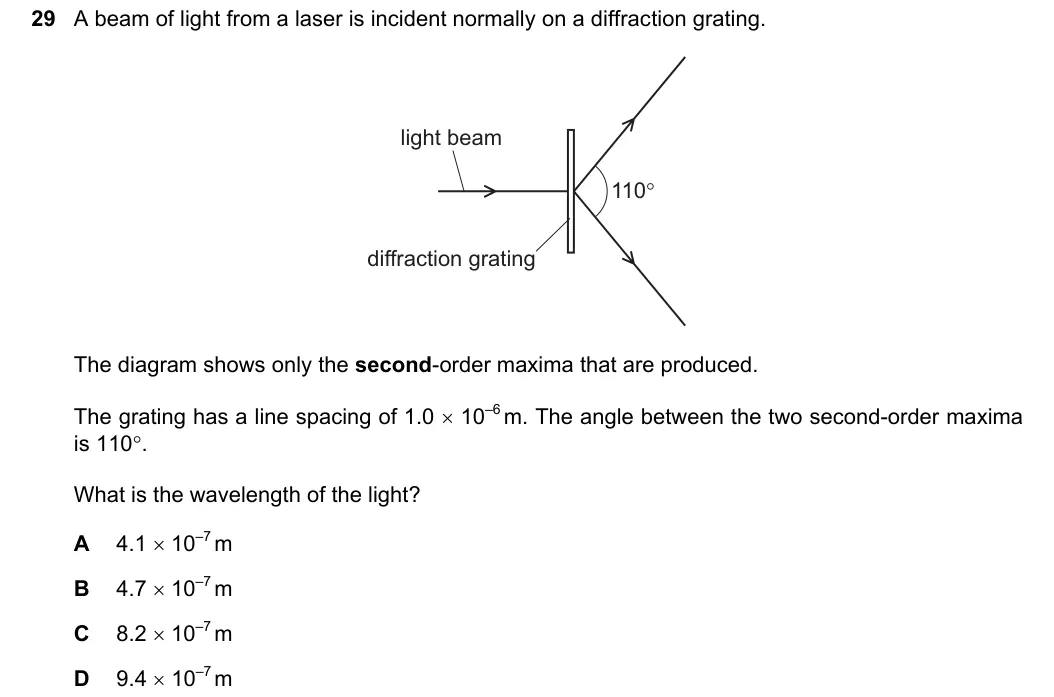 29 A beam of light from a laser is incident normally on a diffraction grating.
light beam
110°
diffraction grating
The diagram shows only the second-order maxima that are produced.
The grating has a line spacing of 1.0 × 10⁻⁶ m. The angle between the two second-order maxima
is 110°.
What is the wavelength of the light?
A 4.1 × 10⁻⁷ m
B 4.7 × 10⁻⁷ m
C 8.2 × 10⁻⁷ m
D 9.4 × 10⁻⁷ m